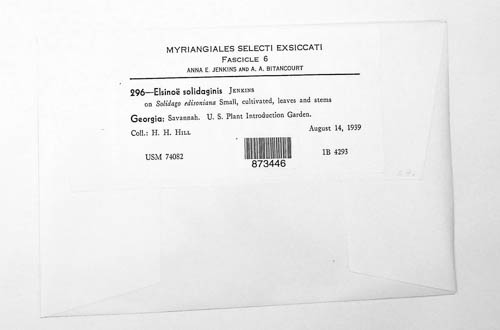 MYRIANGIALES SELECTI EXSICCATI
FASCICLE 6
ANNA E. JENKINS AND A. A. BITANCOURT
296—Elsinoë solidaginis JENKINS
on Solidago edisoniana Small, cultivated, leaves and stems
Georgia: Savannah. U. S. Plant Introduction Garden.
Coll.: H. H. HILL August 14, 1939
USM 74082 IB 4293
873446